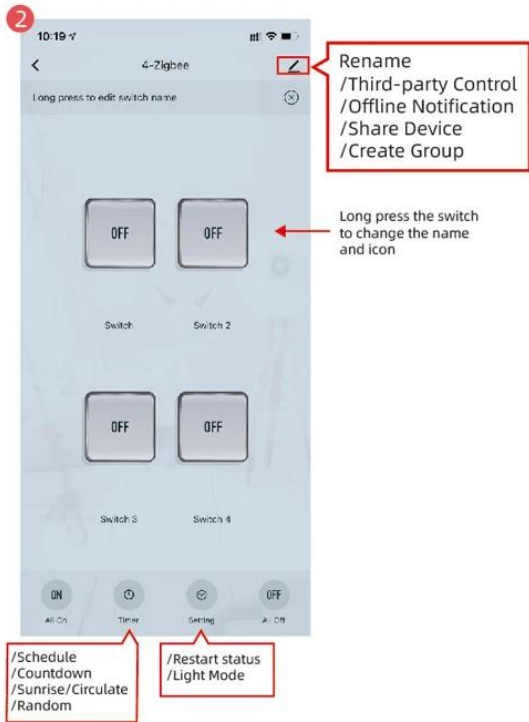 2
10:19
4-Zigbee
Long press to edit switch name
Rename
/Third-party Control
/Offline Notification
/Share Device
/Create Group
OFF
OFF
Long press the switch
to change the name
and icon
Switch
Switch 2
OFF
OFF
Switch 3
Switch 4
ON
OFF
All On
Timer
Setting
All Off
/Schedule
/Countdown
/Sunrise/Circulate
/Random
/Restart status
/Light Mode